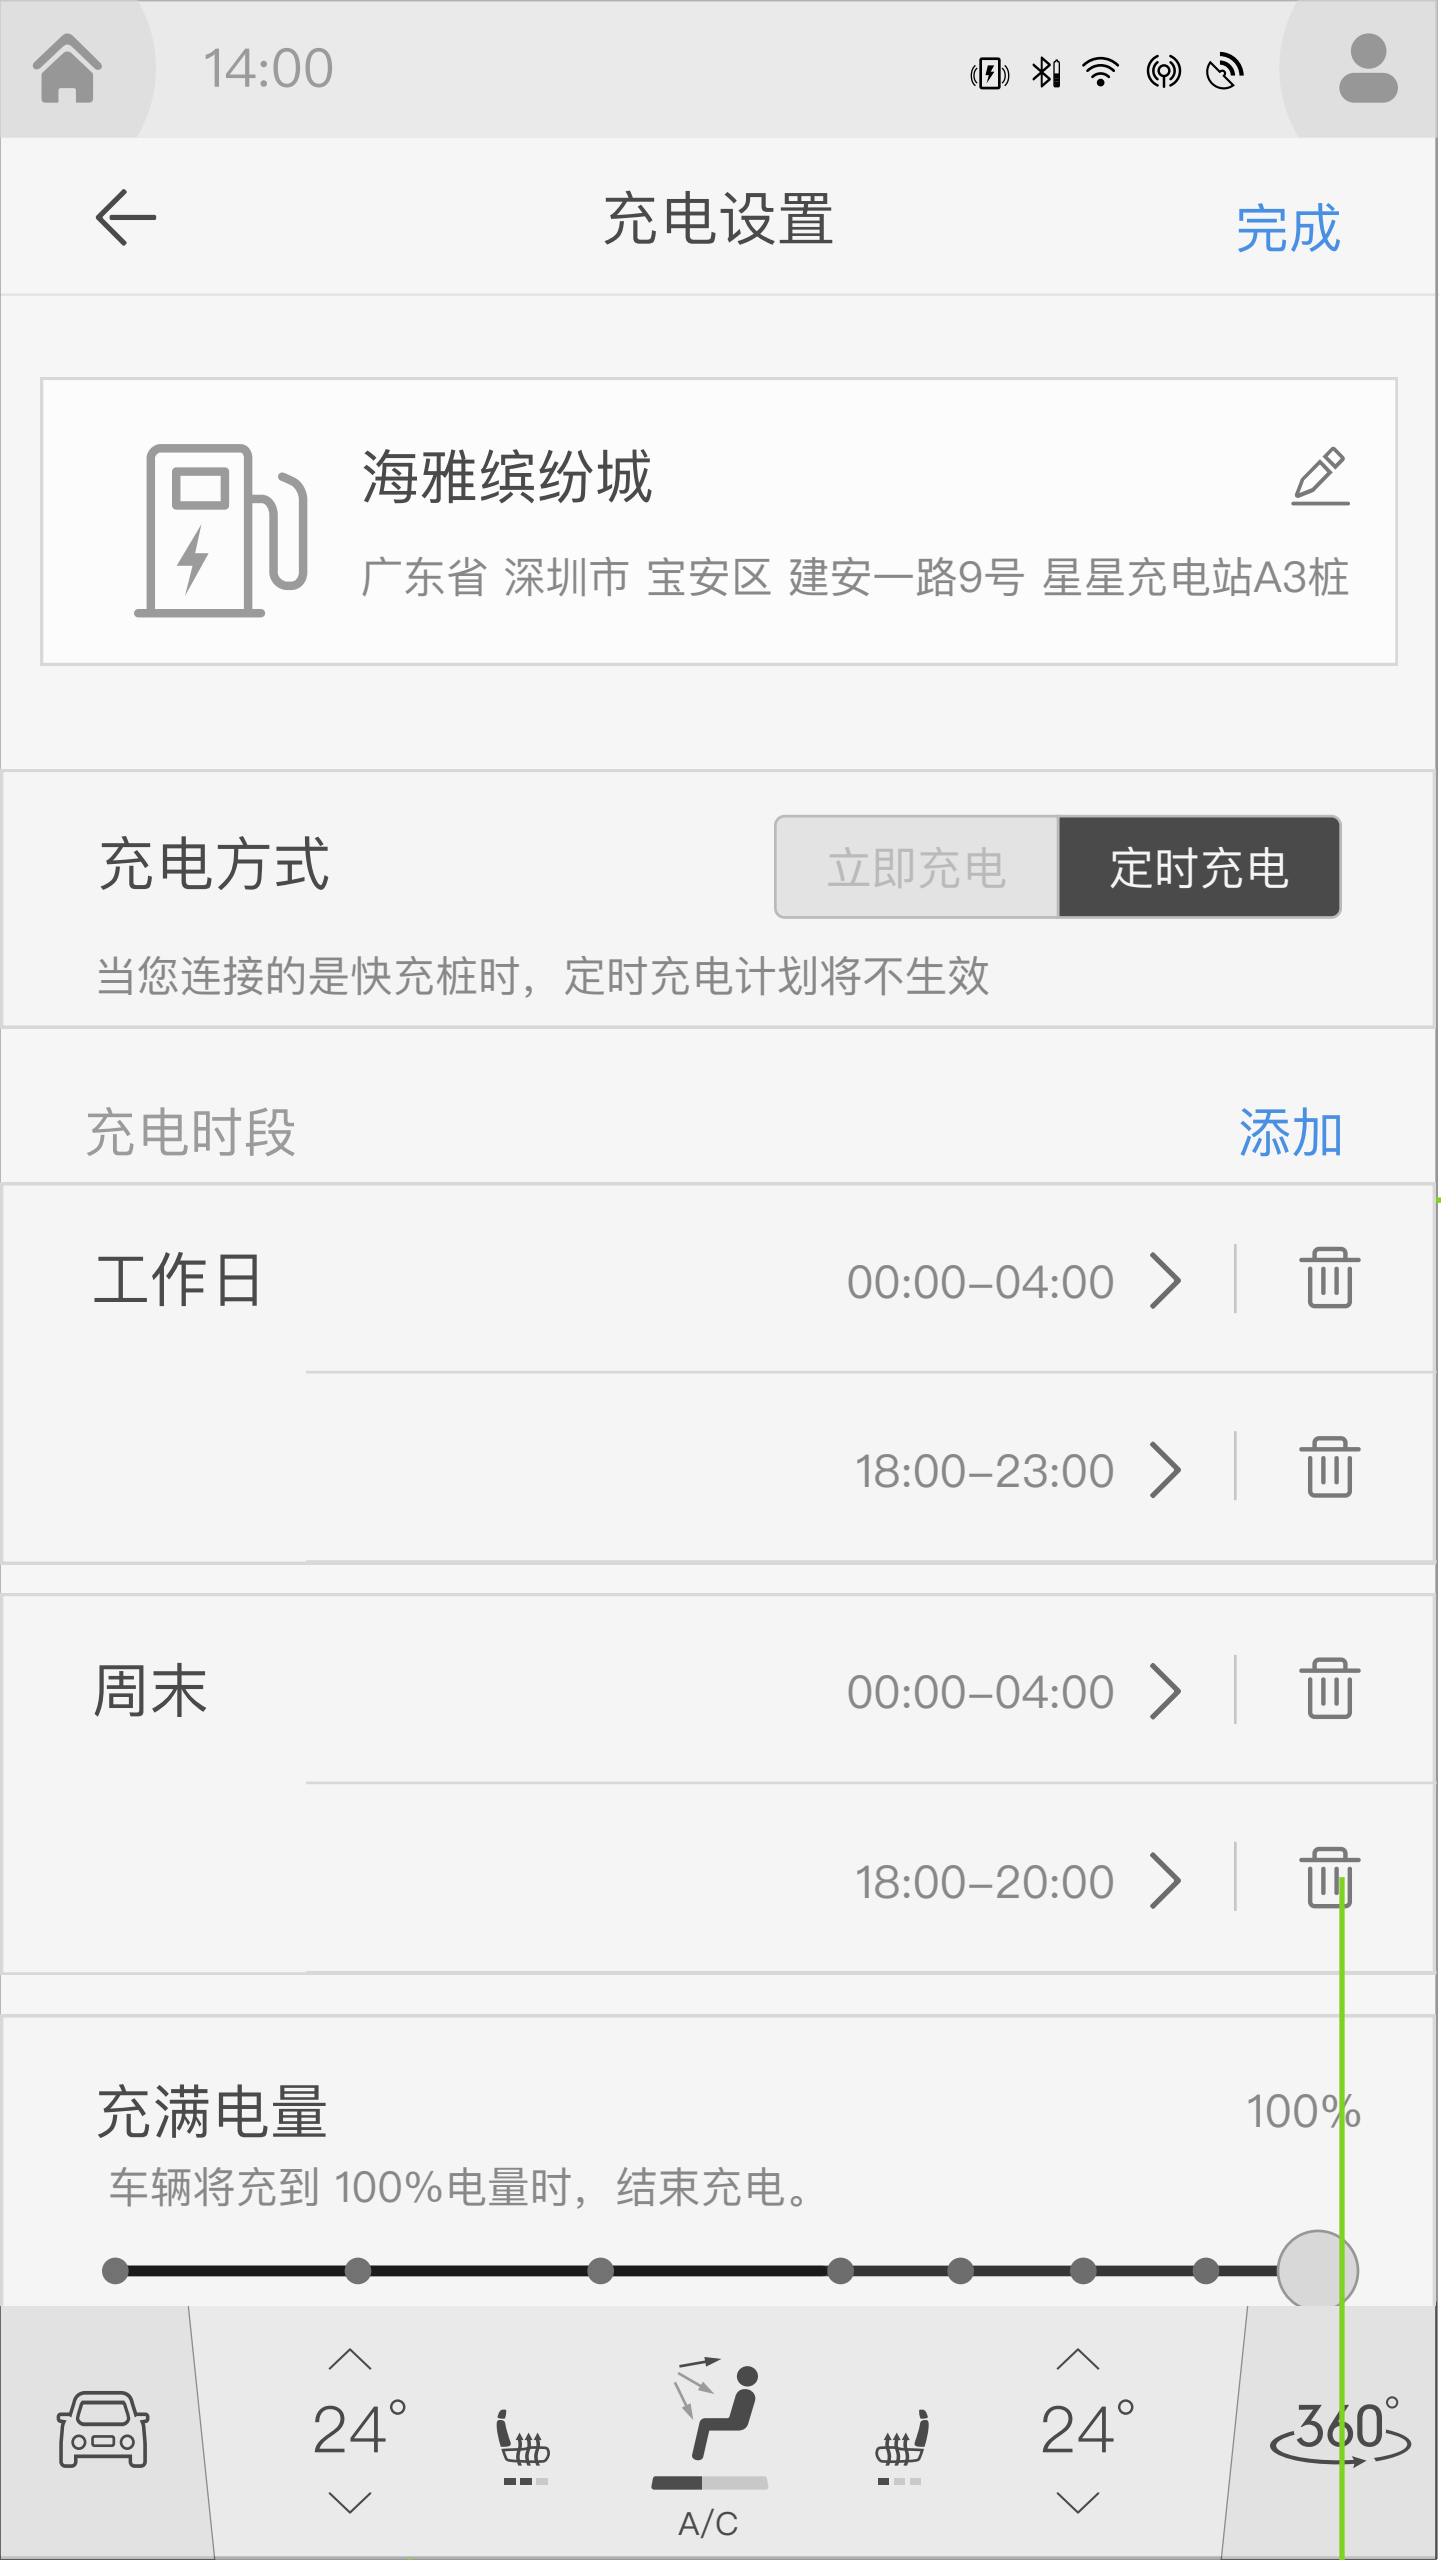 14:00
充电设置
完成
海雅缤纷城
广东省 深圳市 宝安区 建安一路9号 星星充电站A3桩
充电方式
立即充电
定时充电
当您连接的是快充桩时，定时充电计划将不生效
充电时段
添加
工作日
00:00–04:00
18:00–23:00
周末
00:00–04:00
18:00–20:00
充满电量
100%
车辆将充到 100%电量时，结束充电。
24°
24°
360°
A/C